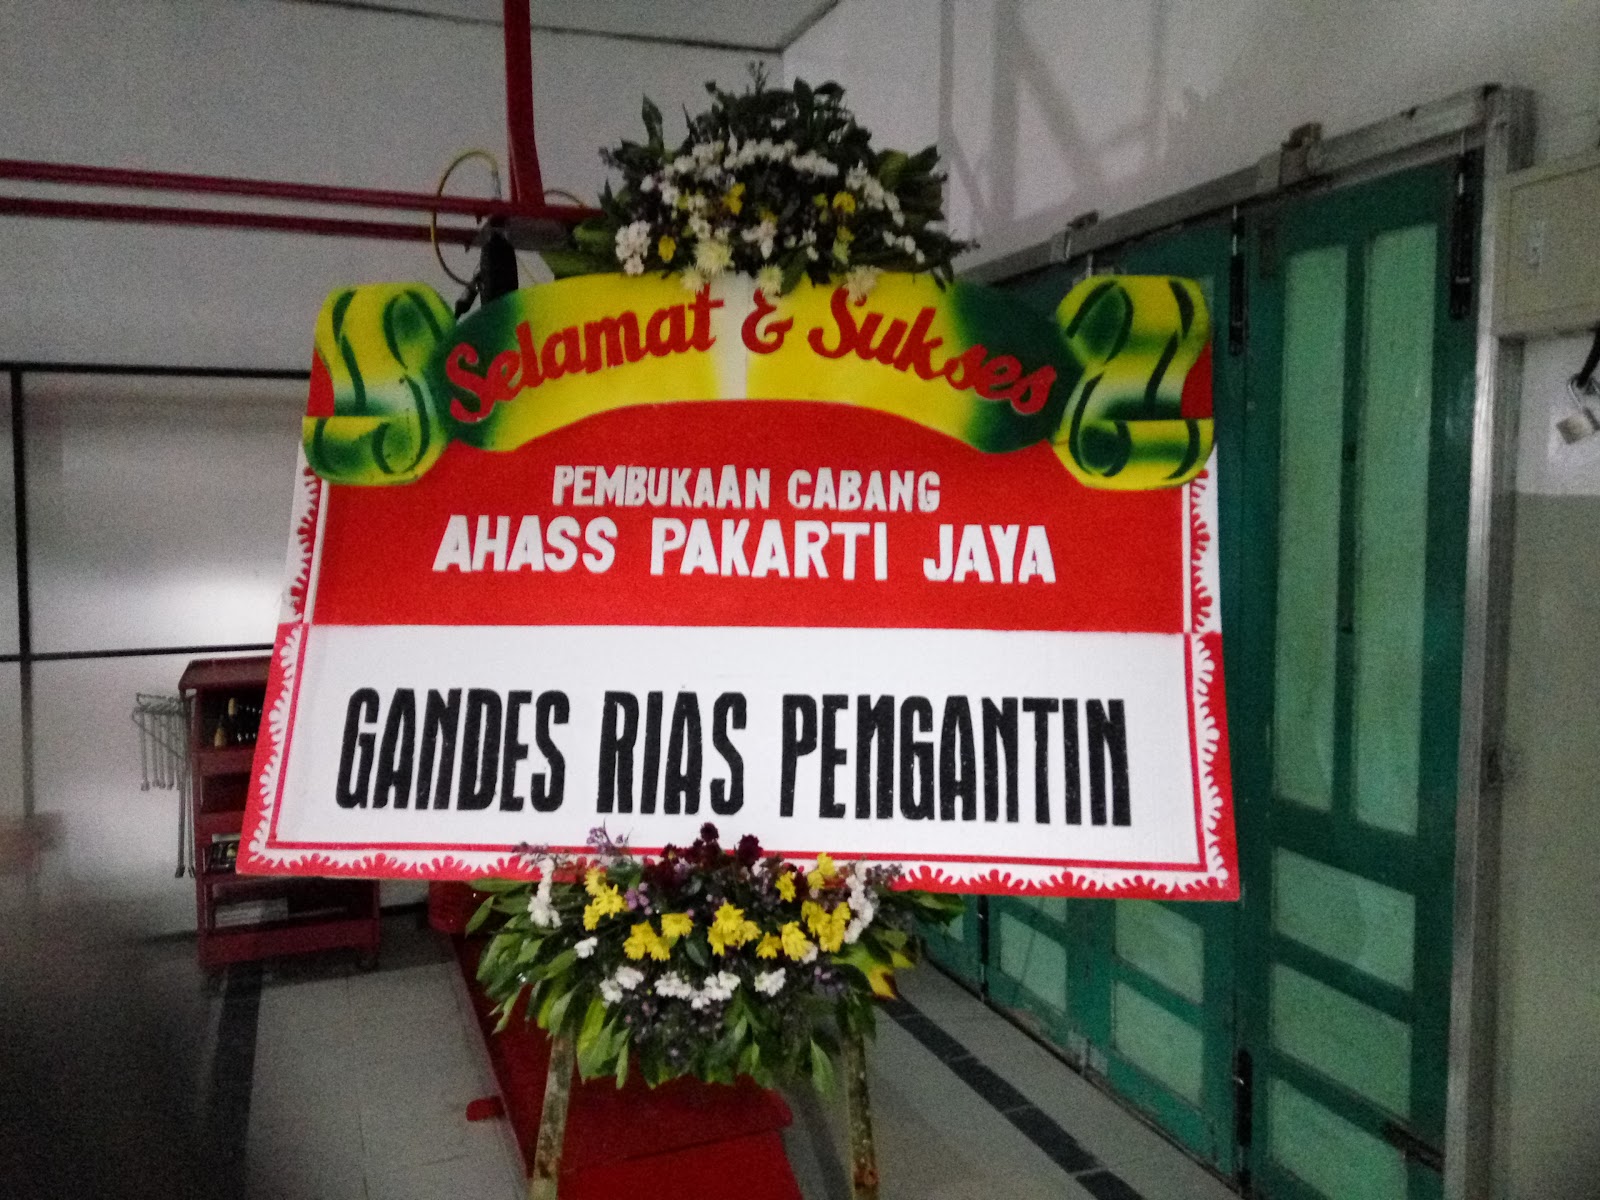 Selamat & Sukses
PEMBUKAAN CABANG
AHASS PAKARTI JAYA
GANDES RIAS PENGANTIN